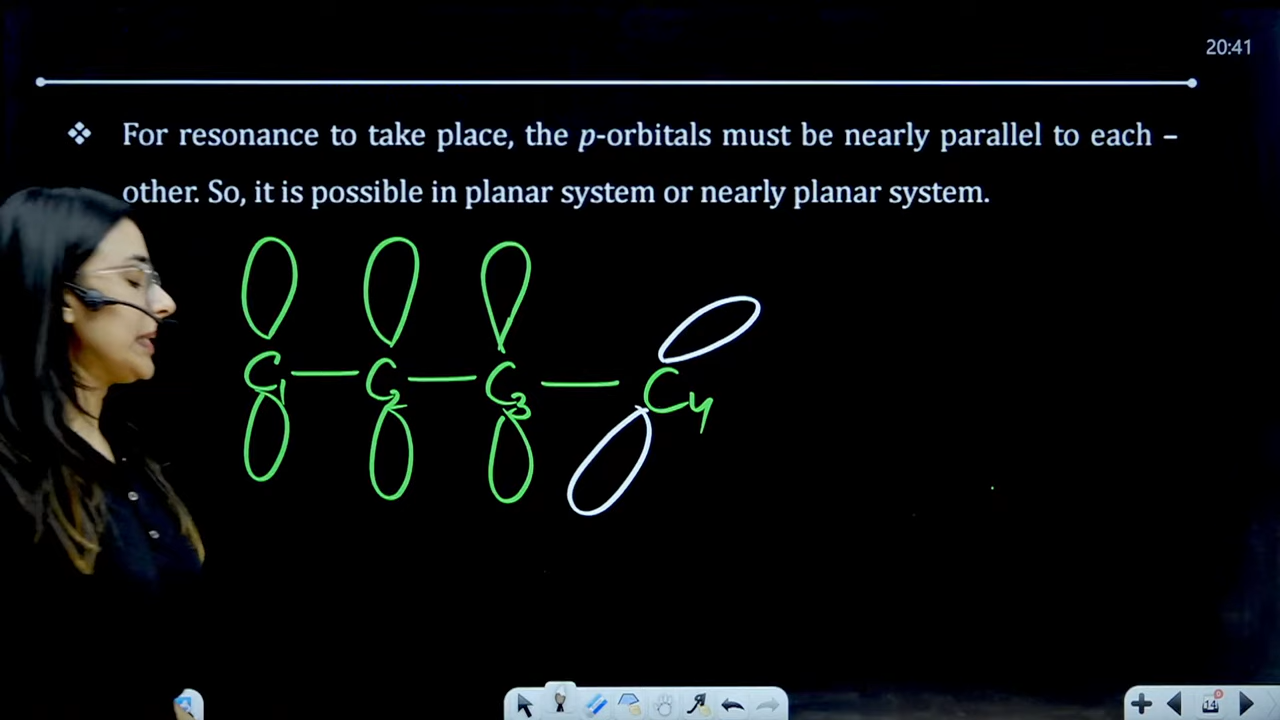 20:41
❖ For resonance to take place, the p-orbitals must be nearly parallel to each –
other. So, it is possible in planar system or nearly planar system.
C1 — C2 — C3 — C4
14